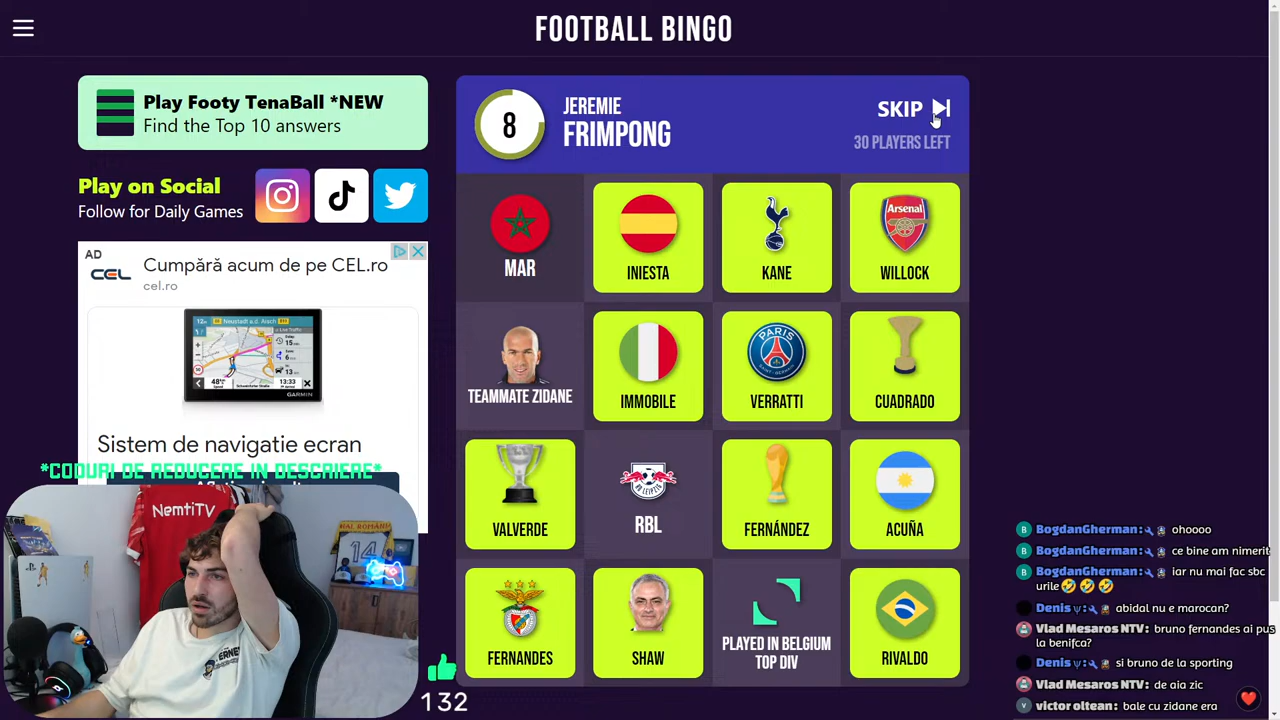 FOOTBALL BINGO
Play Footy TenaBall *NEW
Find the Top 10 answers
Play on Social
Follow for Daily Games
AD
CEL
Cumpără acum de pe CEL.ro
cel.ro
GARMIN
Sistem de navigatie ecran
*CODURI DE REDUCERE IN DESCRIERE*
NemtiTV
14
132
8
JEREMIE
FRIMPONG
SKIP
30 PLAYERS LEFT
MAR
INIESTA
KANE
Arsenal
WILLOCK
TEAMMATE ZIDANE
IMMOBILE
PARIS
VERRATTI
CUADRADO
VALVERDE
RBL
FERNÁNDEZ
ACUÑA
FERNANDES
SHAW
PLAYED IN BELGIUM
TOP DIV
RIVALDO
B BogdanGherman: ohoooo
B BogdanGherman: ce bine am nimerit
B BogdanGherman: iar nu mai fac sbc
urile🤣🤣🤣
Denis Ψ: abidal nu e marocan?
Vlad Mesaros NTV: bruno fernandes ai pus
la benifca?
Denis Ψ: si bruno de la sporting
Vlad Mesaros NTV: de aia zic
V victor oltean: bale cu zidane era